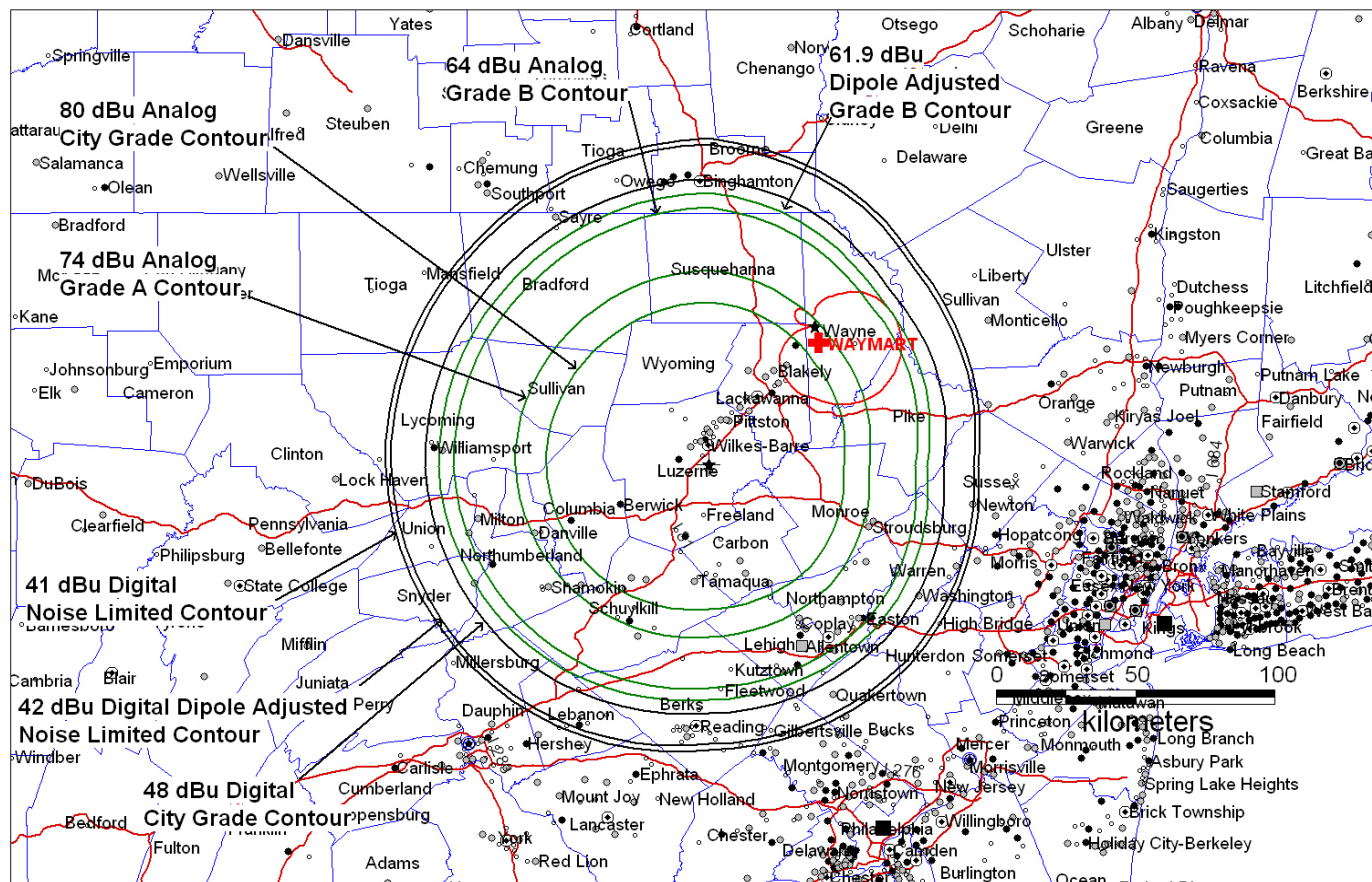 Yates
Cortland
Otsego
Schoharie
Albany
Delmar
Springville
Dansville
Chenango
Ravena
64 dBu Analog
Grade B Contour
61.9 dBu
Dipole Adjusted
Grade B Contour
Berkshire
Coxsackie
80 dBu Analog
City Grade Contour
Steuben
Greene
Columbia
Delhi
Delaware
Great Ba
Salamanca
Wellsville
Chemung
Tioga
Broome
Olean
Southport
Owego
Binghamton
Saugerties
Bradford
Sayre
Kingston
Ulster
74 dBu Analog
Grade A Contour
Tioga
Mansfield
Bradford
Susquehanna
Liberty
Sullivan
Dutchess
Litchfield
Poughkeepsie
Kane
Monticello
Wayne
WAYMART
Myers Corner
Johnsonburg
Emporium
Wyoming
Blakely
Newburgh
Putnam Lake
Elk
Cameron
Sullivan
Lackawanna
Putnam
Danbury
Orange
Lycoming
Pittston
Pike
Kiryas Joel
Fairfield
Williamsport
Wilkes-Barre
Warwick
684
Clinton
Luzerne
Rockland
DuBois
Lock Haven
Sussex
Nanuet
Stamford
Columbia
Berwick
Newton
Clearfield
Pennsylvania
Union
Milton
Freeland
Monroe
Stroudsburg
Waldwick
White Plains
Danville
Hopatcong
Yonkers
Philipsburg
Bellefonte
Northumberland
Carbon
Morris
Bayville
State College
Warren
Bronx
Manorhaven
41 dBu Digital
Noise Limited Contour
Snyder
Shamokin
Tamaqua
Northampton
Washington
Schuylkill
Coplay
Easton
High Bridge
Kings
Mifflin
Lehigh
Allentown
Hunterdon
Somerset
Richmond
Long Beach
Blair
Cambria
Juniata
Millersburg
Kutztown
Somerset
0
50
100
kilometers
42 dBu Digital Dipole Adjusted
Noise Limited Contour
Perry
Dauphin
Lebanon
Fleetwood
Berks
Quakertown
Reading
Gilbertsville
Bucks
Princeton
Windber
Hershey
Mercer
Monmouth
Long Branch
Carlisle
Ephrata
Montgomery
276
Morrisville
Asbury Park
48 dBu Digital
City Grade Contour
Cumberland
Mount Joy
New Holland
Norristown
New Jersey
Spring Lake Heights
Bedford
Lancaster
Chester
Philadelphia
Willingboro
Brick Township
Fulton
York
Delaware
Camden
Holiday City-Berkeley
Adams
Red Lion
Chester
Burlington
Ocean